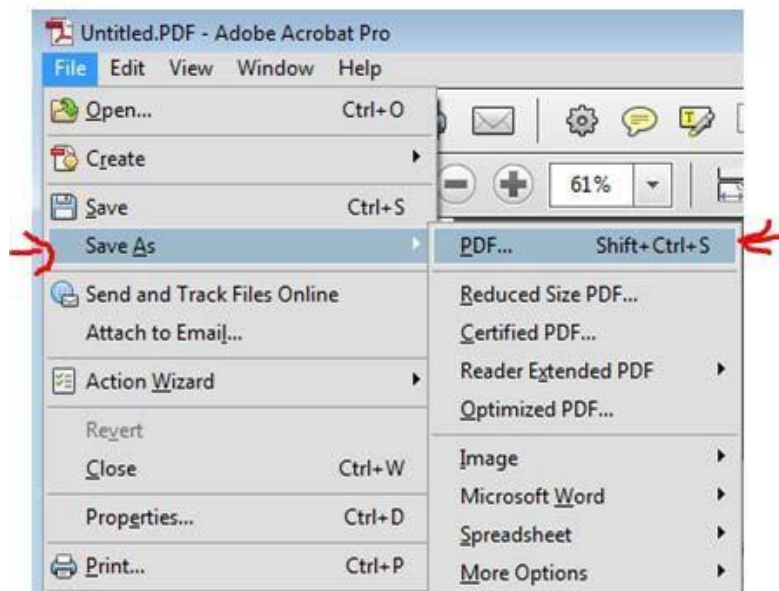 Untitled.PDF - Adobe Acrobat Pro
File Edit View Window Help
Open... Ctrl+O
Create
61%
Save Ctrl+S
Save As
PDF... Shift+Ctrl+S
Send and Track Files Online
Reduced Size PDF...
Attach to Email...
Certified PDF...
Action Wizard
Reader Extended PDF
Optimized PDF...
Revert
Close Ctrl+W
Image
Microsoft Word
Properties... Ctrl+D
Spreadsheet
Print... Ctrl+P
More Options